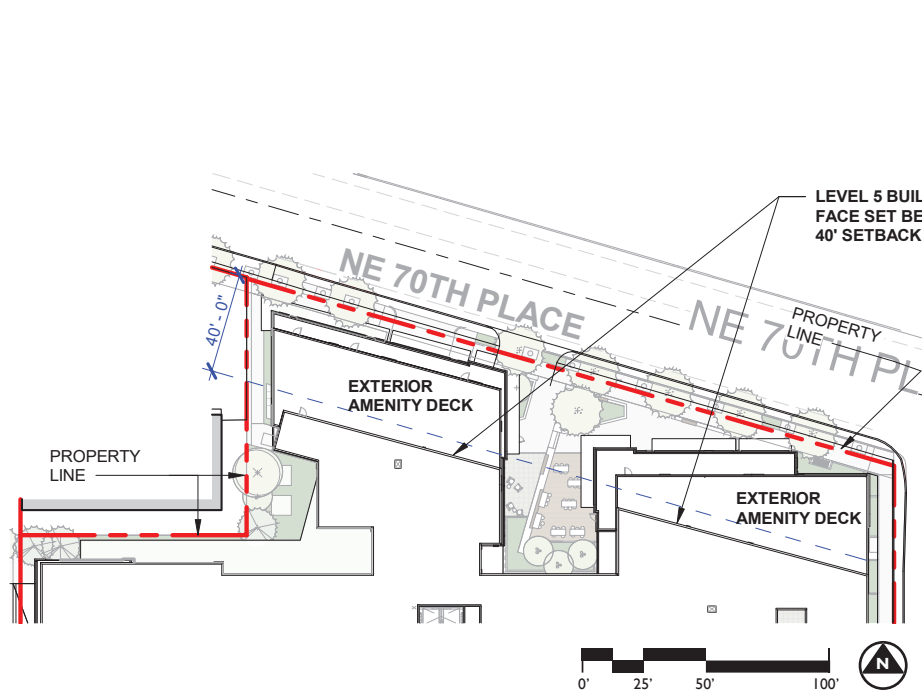 LEVEL 5 BUIL
FACE SET BE
40' SETBACK
NE 70TH PLACE
NE 70TH PL
PROPERTY
LINE
40' - 0"
EXTERIOR
AMENITY DECK
PROPERTY
LINE
EXTERIOR
AMENITY DECK
0' 25' 50' 100'
N